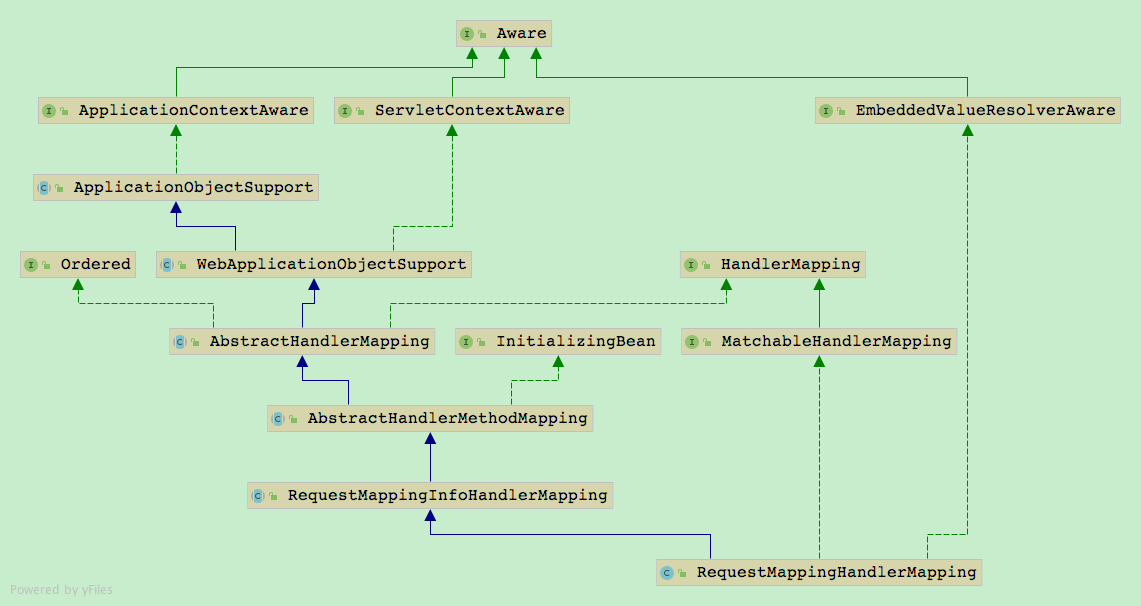 Aware
ApplicationContextAware
ServletContextAware
EmbeddedValueResolverAware
ApplicationObjectSupport
Ordered
WebApplicationObjectSupport
HandlerMapping
AbstractHandlerMapping
InitializingBean
MatchableHandlerMapping
AbstractHandlerMethodMapping
RequestMappingInfoHandlerMapping
RequestMappingHandlerMapping
Powered by yFiles